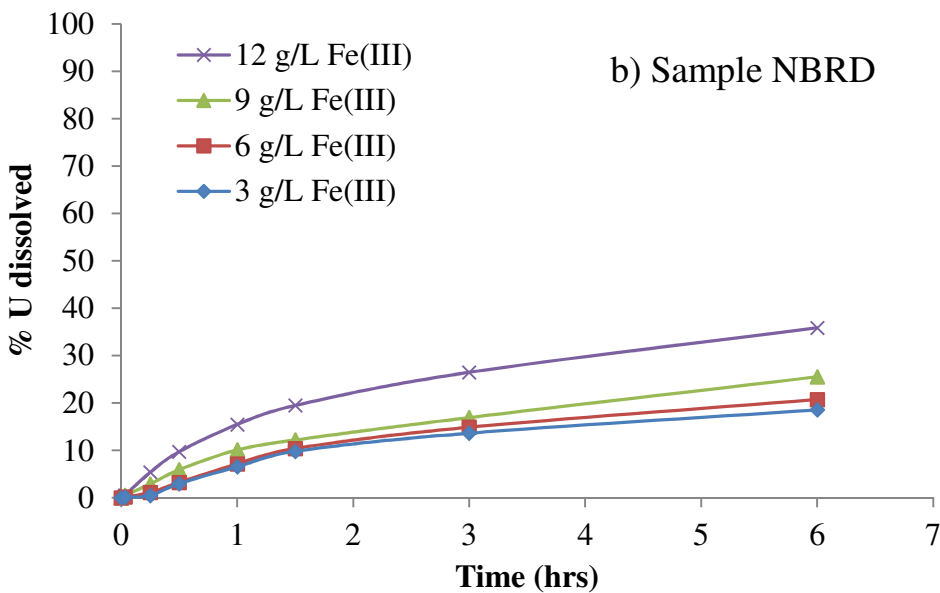 100
90
80
70
60
50
40
30
20
10
0
% U dissolved
12 g/L Fe(III)
9 g/L Fe(III)
6 g/L Fe(III)
3 g/L Fe(III)
b) Sample NBRD
0 1 2 3 4 5 6 7
Time (hrs)